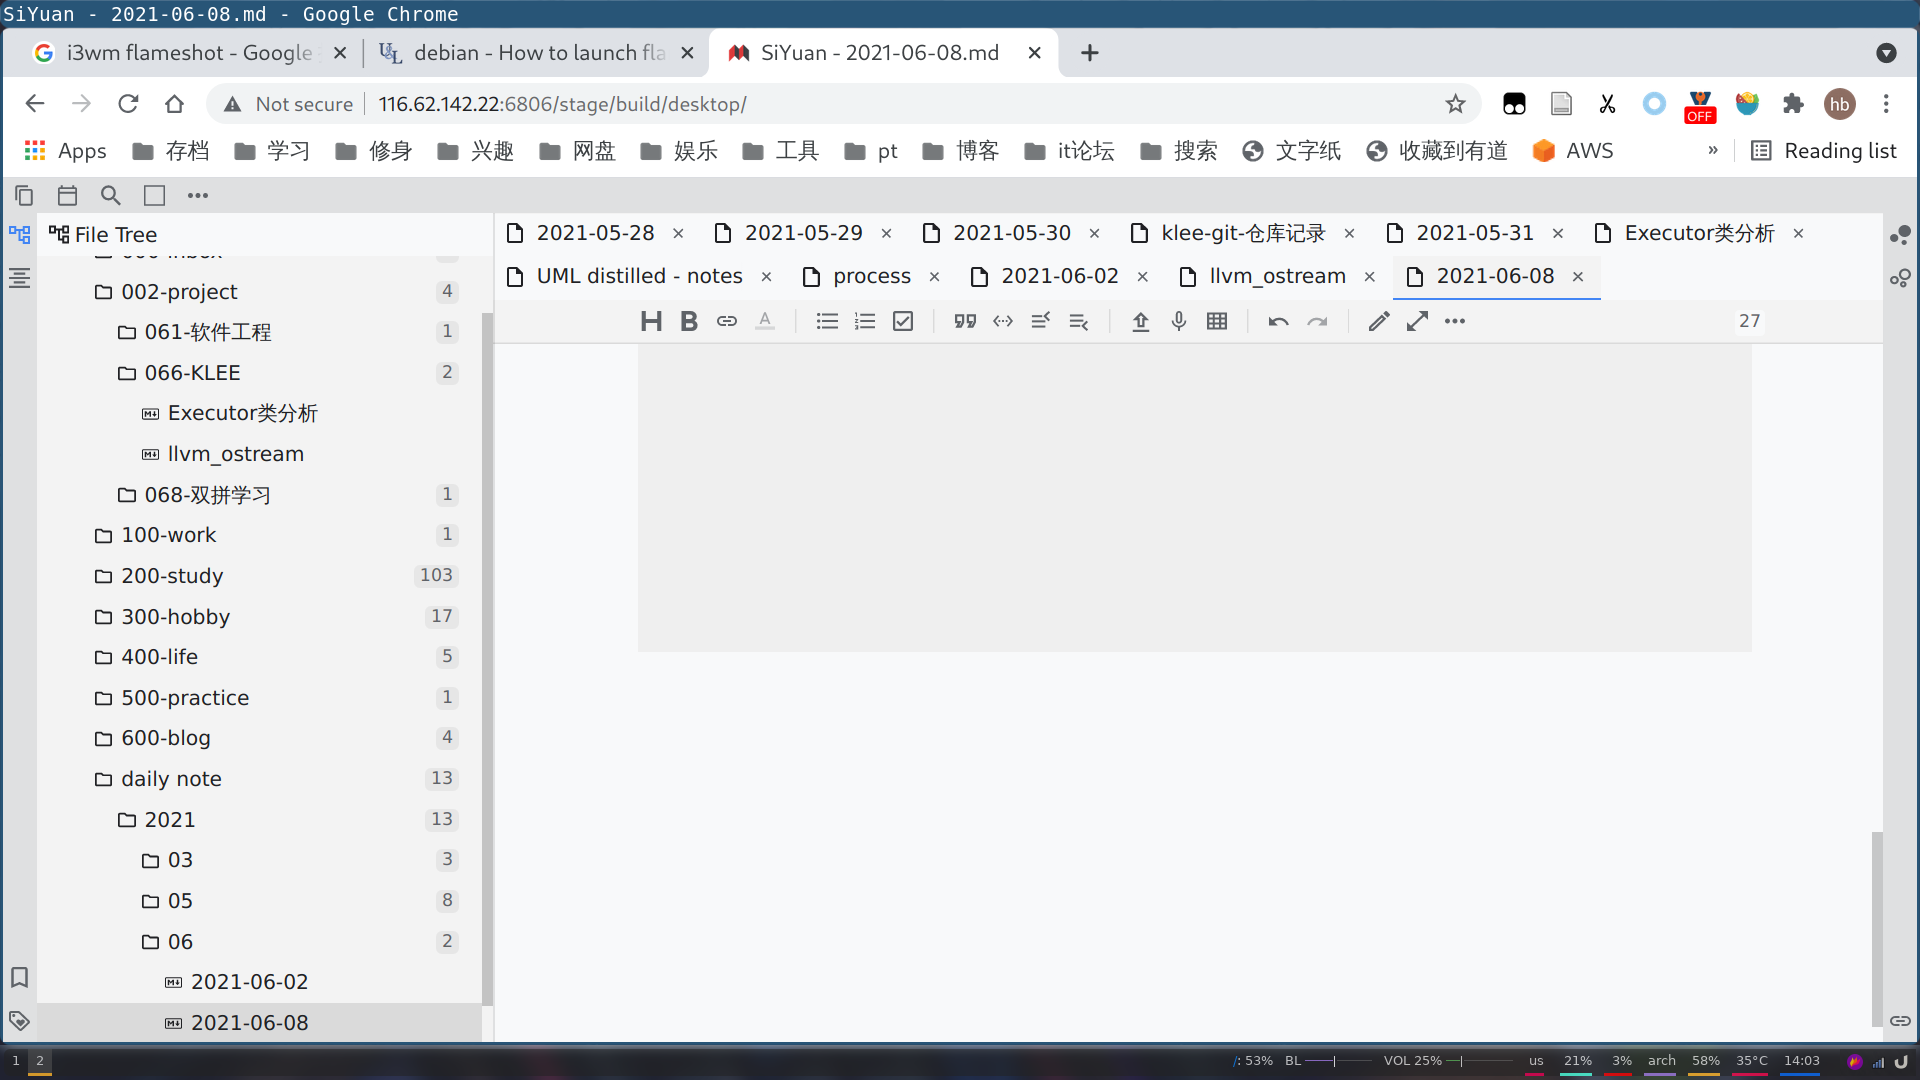 SiYuan - 2021-06-08.md - Google Chrome
i3wm flameshot - Google
debian - How to launch fla
SiYuan - 2021-06-08.md
Not secure
116.62.142.22:6806/stage/build/desktop/
OFF
hb
Apps
存档
学习
修身
兴趣
网盘
娱乐
工具
pt
博客
it论坛
搜索
文字纸
收藏到有道
AWS
»
Reading list
File Tree
002-project 4
061-软件工程 1
066-KLEE 2
Executor类分析
llvm_ostream
068-双拼学习 1
100-work 1
200-study 103
300-hobby 17
400-life 5
500-practice 1
600-blog 4
daily note 13
2021 13
03 3
05 8
06 2
2021-06-02
2021-06-08
2021-05-28
2021-05-29
2021-05-30
klee-git-仓库记录
2021-05-31
Executor类分析
UML distilled - notes
process
2021-06-02
llvm_ostream
2021-06-08
27
1 2
/: 53% BL VOL 25% us 21% 3% arch 58% 35°C 14:03